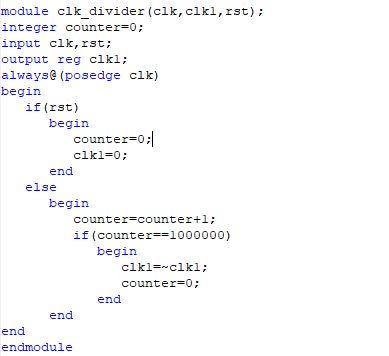 module clk_divider(clk,clk1,rst);
integer counter=0;
input clk,rst;
output reg clk1;
always@(posedge clk)
begin
if(rst)
begin
counter=0;
clk1=0;
end
else
begin
counter=counter+1;
if(counter==1000000)
begin
clk1=~clk1;
counter=0;
end
end
end
endmodule